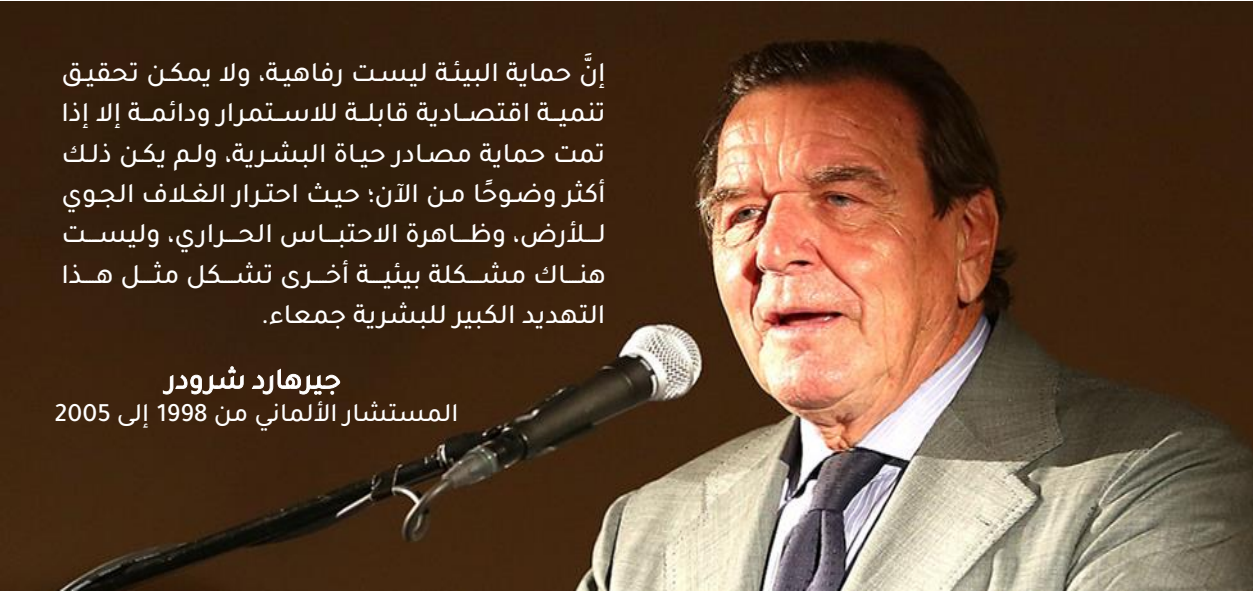 إنَّ حماية البيئة ليست رفاهية، ولا يمكن تحقيق
تنمية اقتصادية قابلة للاستمرار ودائمة إلا إذا
تمت حماية مصادر حياة البشرية، ولم يكن ذلك
أكثر وضوحًا من الآن؛ حيث احترار الغلاف الجوي
للأرض، وظاهرة الاحتباس الحراري، وليست
هناك مشكلة بيئية أخرى تشكل مثل هذا
التهديد الكبير للبشرية جمعاء.
جيرهارد شرودر
المستشار الألماني من 1998 إلى 2005